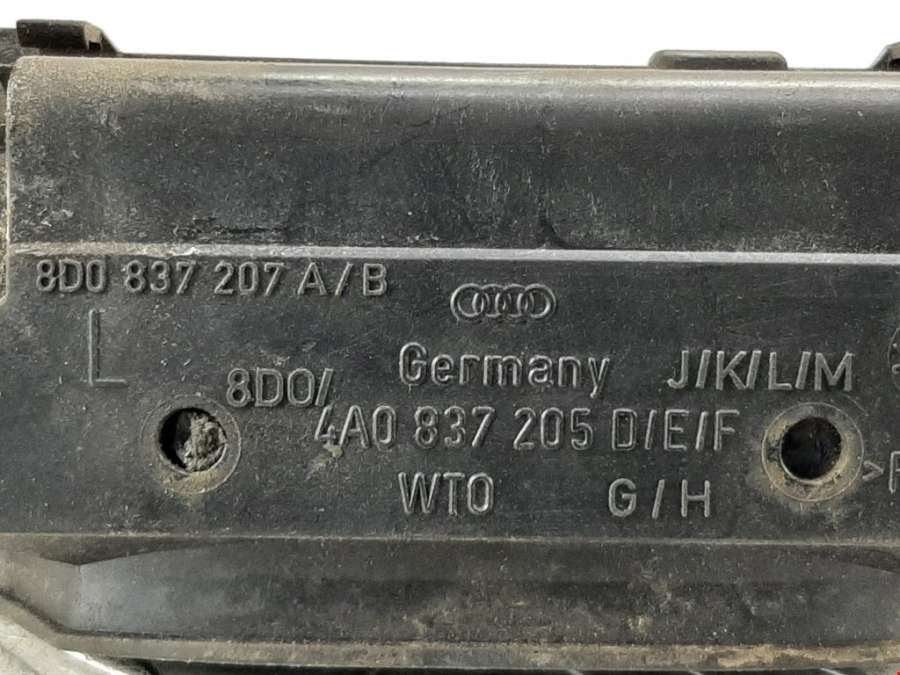 8D0 837 207 A/B
L
Germany J/K/L/M
8D0/
4A0 837 205 D/E/F
WTO G/H